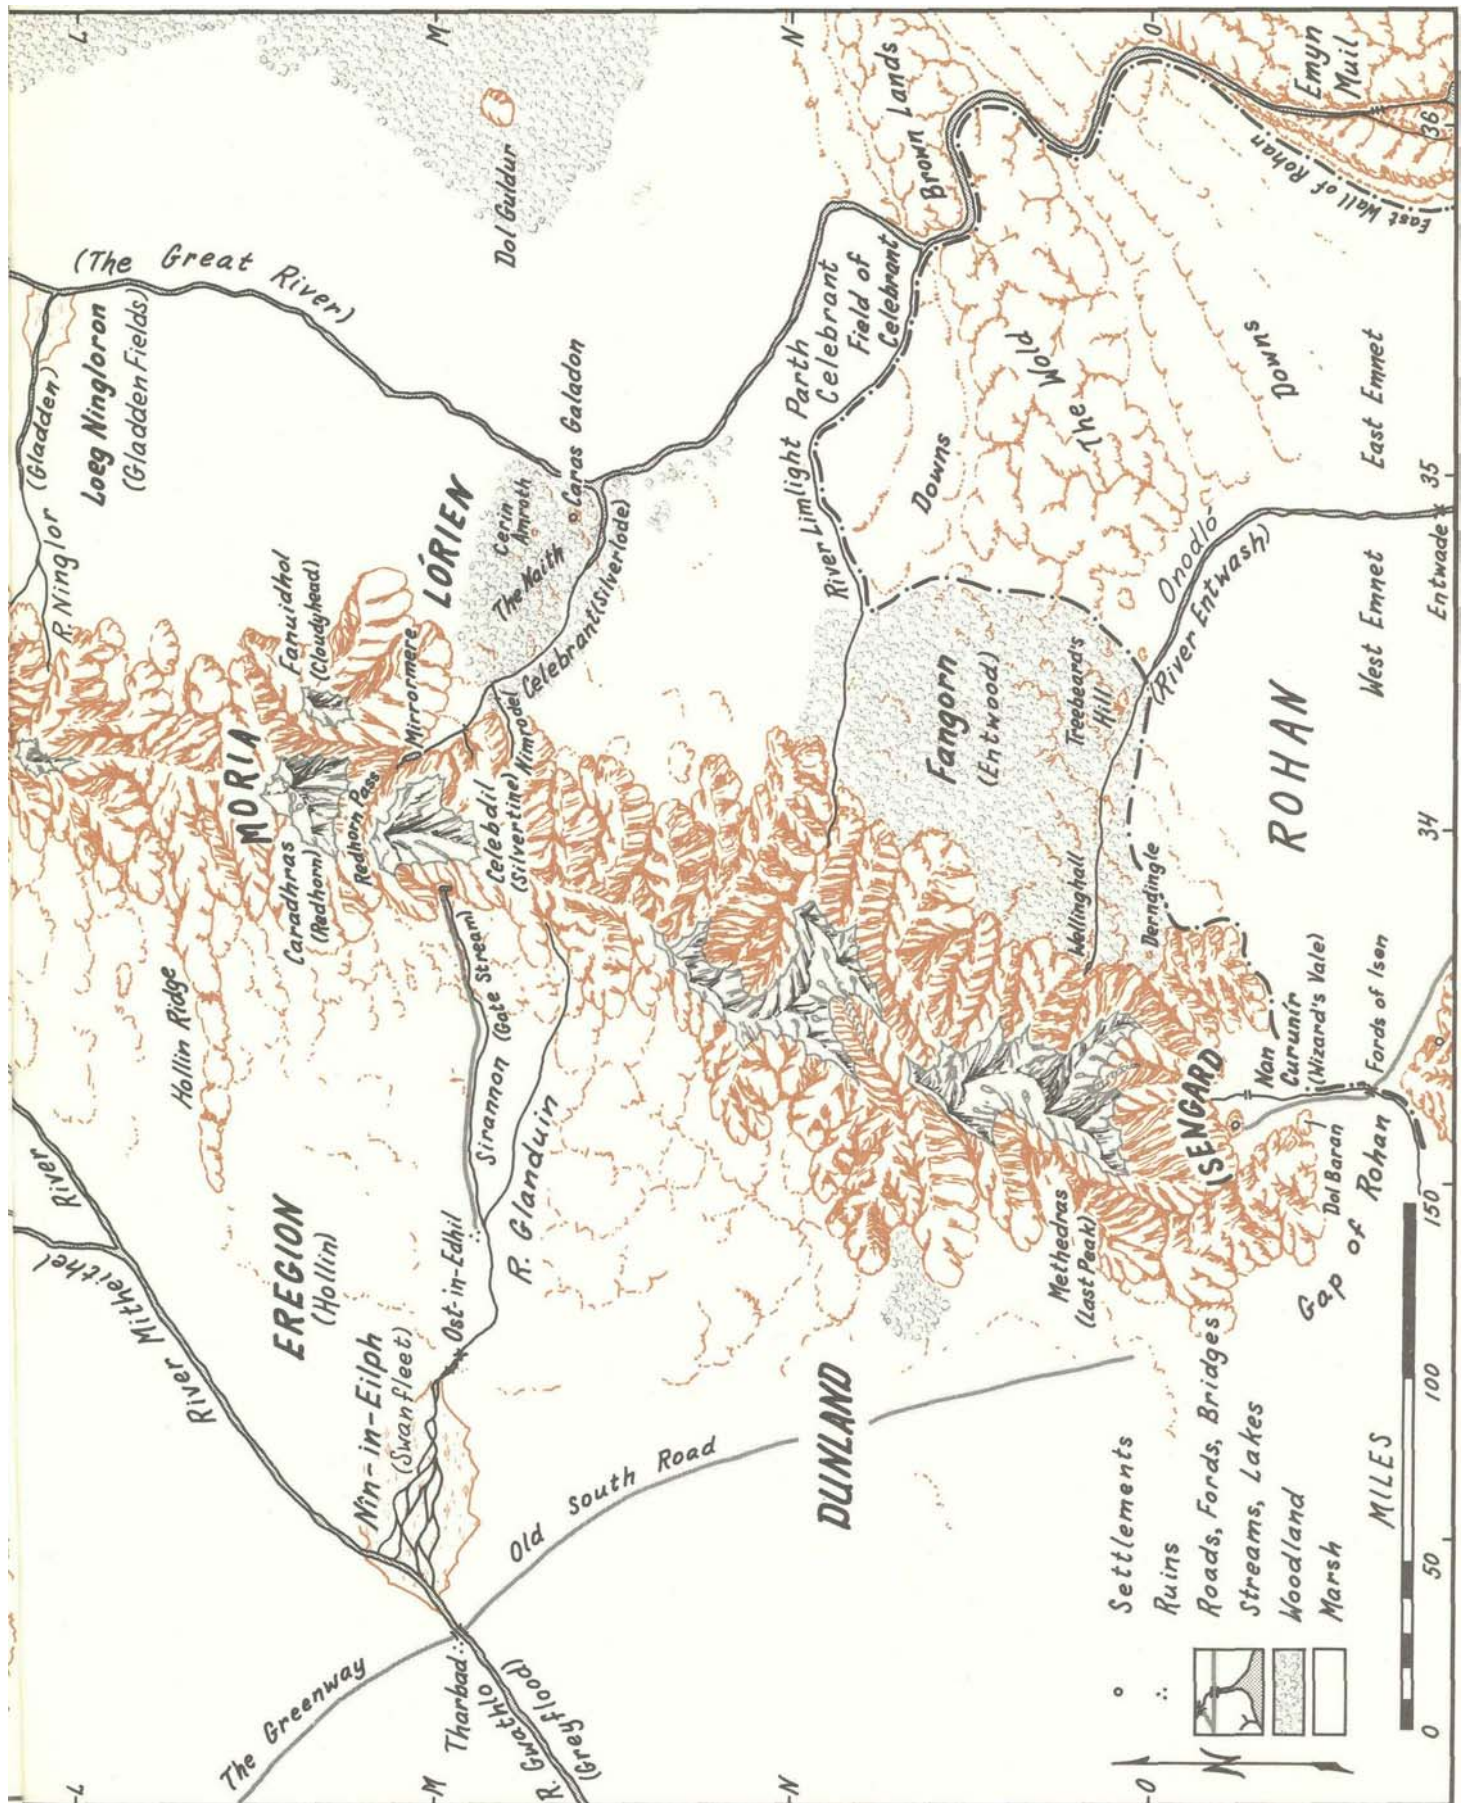 L
M
N
O
The Greenway
Tharbad
R. Gwathlo
(Greyflood)
Old South Road
River
Mitheithel
River Mitheithel
Nîn-in-Eilph
(Swanfleet)
EREGION
(Hollin)
Ost-in-Edhil
R. Glanduin
Sirannon (Gate Stream)
Hollin Ridge
MORIA
Caradhras
(Redhorn)
Redhorn Pass
Fanuidhol
(Cloudyhead)
Celebdil
(Silvertine)
Mirrormere
Nimrodel
Celebrant (Silverlode)
R. Ninglor (Gladden)
Loeg Ningloron
(Gladden Fields)
(The Great River)
LÓRIEN
Cerin
Amroth
The Naith
Caras Galadon
Dol Guldur
DUNLAND
Methedras
(Last Peak)
ISENGARD
Nan
Curunír
(Wizard's Vale)
Dol Baran
Fords of Isen
Gap of Rohan
Fangorn
(Entwood)
Wellinghall
Derndingle
Treebeard's
Hill
River Limlight
Parth
Celebrant
Field of
Celebrant
Brown Lands
Downs
The Wold
The
Downs
Onodló
(River Entwash)
ROHAN
West Emnet
East Emnet
Entwade
East Wall of Rohan
Emyn
Muil
L
M
N
O
34
35
36
N
Settlements
Ruins
Roads, Fords, Bridges
Streams, Lakes
Woodland
Marsh
MILES
0 50 100 150